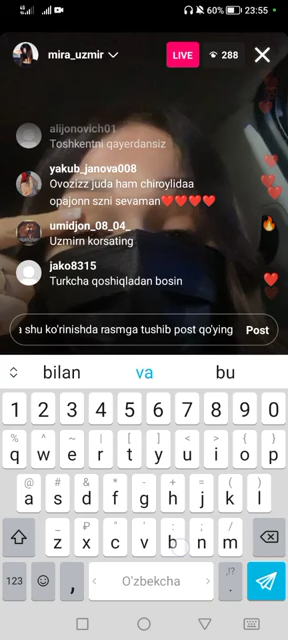 60% 23:55
mira_uzmir LIVE 288
alijonovich01
Toshkentni qayerdansiz
yakub_janova008
Ovozizz juda ham chiroylidaa
opajonn szni sevaman❤❤❤❤
umidjon_08_04_
Uzmirn korsating
jako8315
Turkcha qoshiqladan bosin
a shu ko'rinishda rasmga tushib post qo'ying Post
bilan va bu
1 2 3 4 5 6 7 8 9 0
% ^ ~ | [ ] < > { }
q w e r t y u i o p
@ # & * - + = ( )
a s d f g h j k l
_ ₽ " ' : ; /
z x c v b n m
123 , O'zbekcha ,!? .